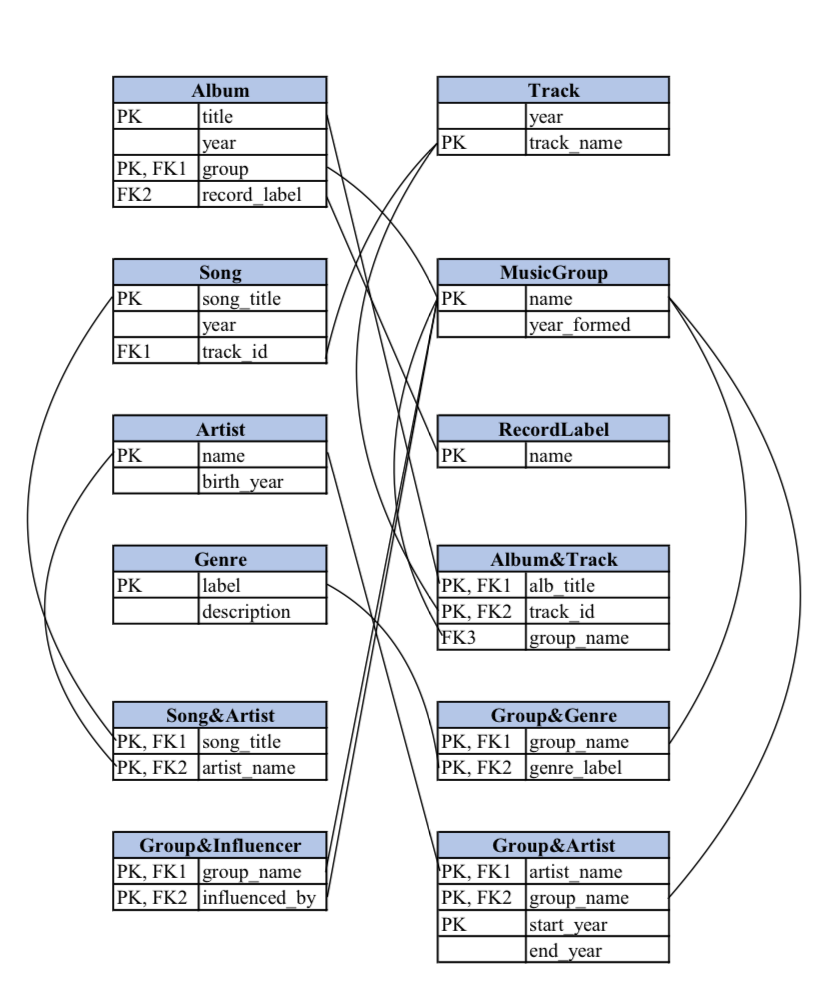 Album
PK title
year
PK, FK1 group
FK2 record_label
Track
year
PK track_name
Song
PK song_title
year
FK1 track_id
MusicGroup
PK name
year_formed
Artist
PK name
birth_year
RecordLabel
PK name
Genre
PK label
description
Album&Track
PK, FK1 alb_title
PK, FK2 track_id
FK3 group_name
Song&Artist
PK, FK1 song_title
PK, FK2 artist_name
Group&Genre
PK, FK1 group_name
PK, FK2 genre_label
Group&Influencer
PK, FK1 group_name
PK, FK2 influenced_by
Group&Artist
PK, FK1 artist_name
PK, FK2 group_name
PK start_year
end_year